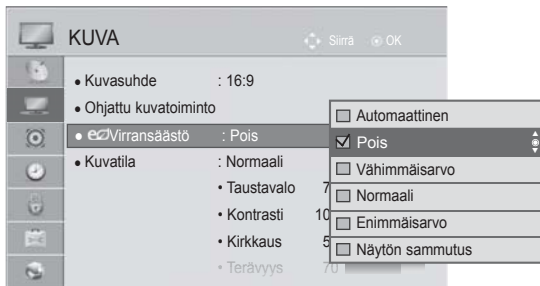 KUVA
Siirrä OK
• Kuvasuhde : 16:9
• Ohjattu kuvatoiminto
• eco Virransäästö : Pois
• Kuvatila : Normaali
• Taustavalo 7
• Kontrasti 10
• Kirkkaus 5
• Terävyys 70
Automaattinen
Pois
Vähimmäisarvo
Normaali
Enimmäisarvo
Näytön sammutus